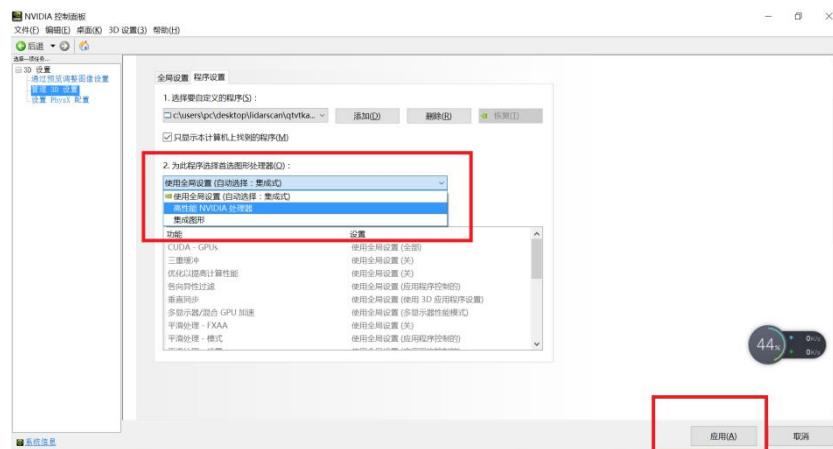 NVIDIA 控制面板
文件(F) 编辑(E) 桌面(K) 3D 设置(3) 帮助(H)
后退
选择一项任务...
3D 设置
通过预览调整图像设置
管理 3D 设置
设置 PhysX 配置
全局设置 程序设置
1. 选择要自定义的程序(S)：
c:\users\pc\desktop\lidarscan\qtvtka... 添加(D) 删除(R) 恢复(T)
只显示本计算机上找到的程序(M)
2. 为此程序选择首选图形处理器(O)：
使用全局设置 (自动选择：集成式)
使用全局设置 (自动选择：集成式)
高性能 NVIDIA 处理器
集成图形
功能 设置
CUDA - GPUs 使用全局设置 (全部)
三重缓冲 使用全局设置 (关)
优化以提高计算性能 使用全局设置 (关)
各向异性过滤 使用全局设置 (应用程序控制的)
垂直同步 使用全局设置 (使用 3D 应用程序设置)
多显示器/混合 GPU 加速 使用全局设置 (多显示器性能模式)
平滑处理 - FXAA 使用全局设置 (关)
平滑处理 - 模式 使用全局设置 (应用程序控制的)
44%
0K/s
0K/s
系统信息
应用(A) 取消